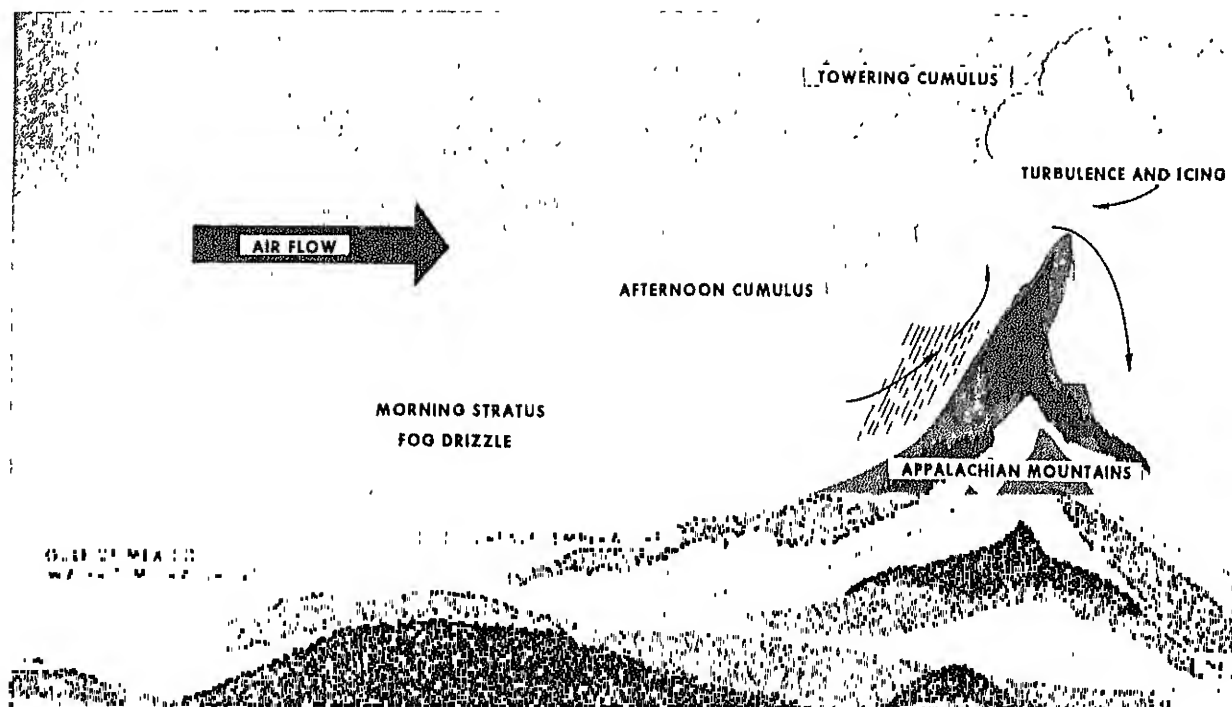 TOWERING CUMULUS
TURBULENCE AND ICING
AIR FLOW
AFTERNOON CUMULUS
MORNING STRATUS
FOG DRIZZLE
APPALACHIAN MOUNTAINS